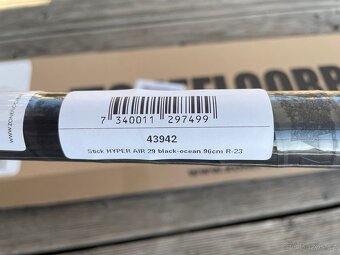 7 340011 297499
43942
Stick HYPER AIR 29 black-ocean 96cm R-23